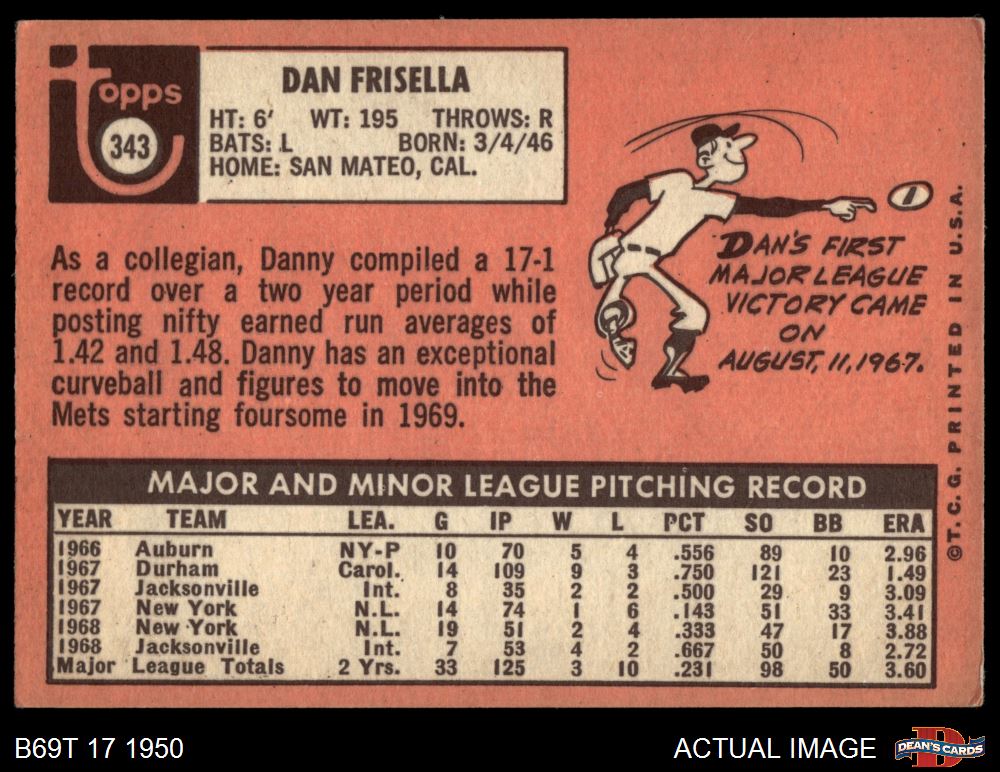 topps
343
DAN FRISELLA
HT: 6' WT: 195 THROWS: R
BATS: L BORN: 3/4/46
HOME: SAN MATEO, CAL.
As a collegian, Danny compiled a 17-1
record over a two year period while
posting nifty earned run averages of
1.42 and 1.48. Danny has an exceptional
curveball and figures to move into the
Mets starting foursome in 1969.
1
DAN'S FIRST
MAJOR LEAGUE
VICTORY CAME
ON
AUGUST, 11, 1967.
©T. C. G. PRINTED IN U.S.A.
MAJOR AND MINOR LEAGUE PITCHING RECORD
YEAR TEAM LEA. G IP W L PCT SO BB ERA
1966 Auburn NY-P 10 70 5 4 .556 89 10 2.96
1967 Durham Carol. 14 109 9 3 .750 121 23 1.49
1967 Jacksonville Int. 8 35 2 2 .500 29 9 3.09
1967 New York N.L. 14 74 1 6 .143 51 33 3.41
1968 New York N.L. 19 51 2 4 .333 47 17 3.88
1968 Jacksonville Int. 7 53 4 2 .667 50 8 2.72
Major League Totals 2 Yrs. 33 125 3 10 .231 98 50 3.60
B69T 17 1950
ACTUAL IMAGE
D
DEAN'S CARDS